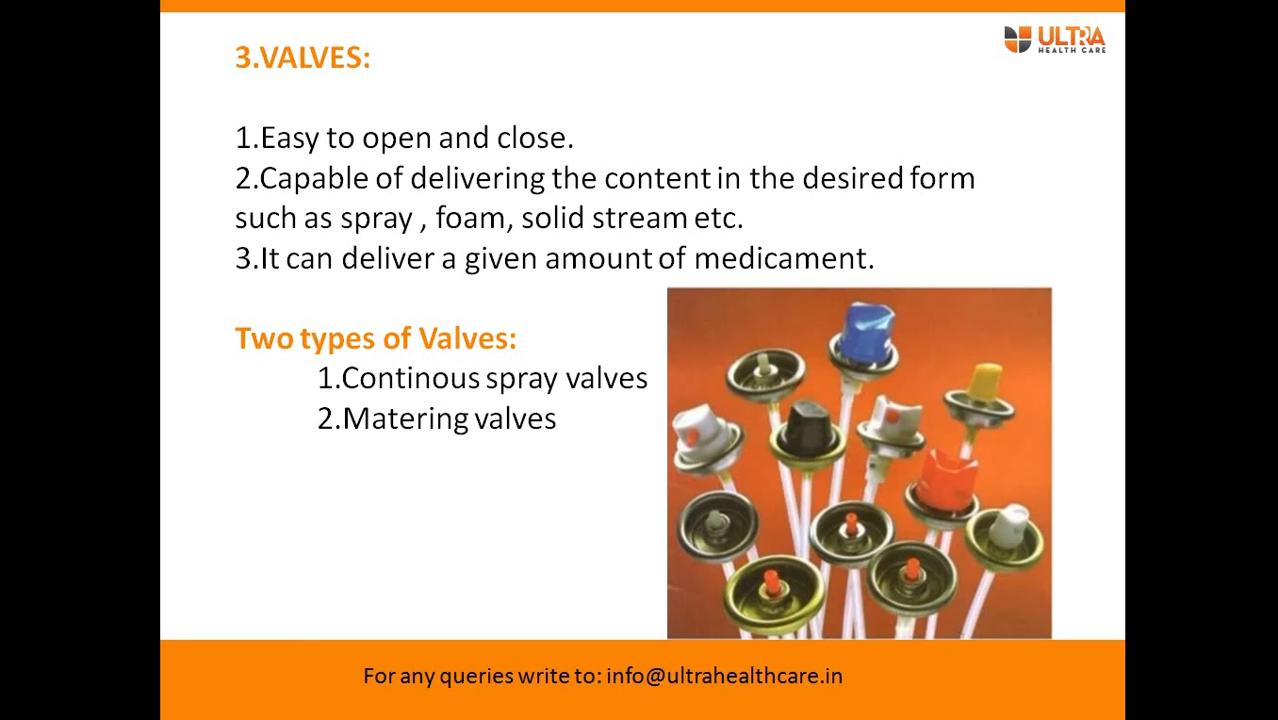 3.VALVES:
ULTRA
HEALTH CARE
1.Easy to open and close.
2.Capable of delivering the content in the desired form
such as spray , foam, solid stream etc.
3.It can deliver a given amount of medicament.
Two types of Valves:
1.Continous spray valves
2.Matering valves
For any queries write to: info@ultrahealthcare.in